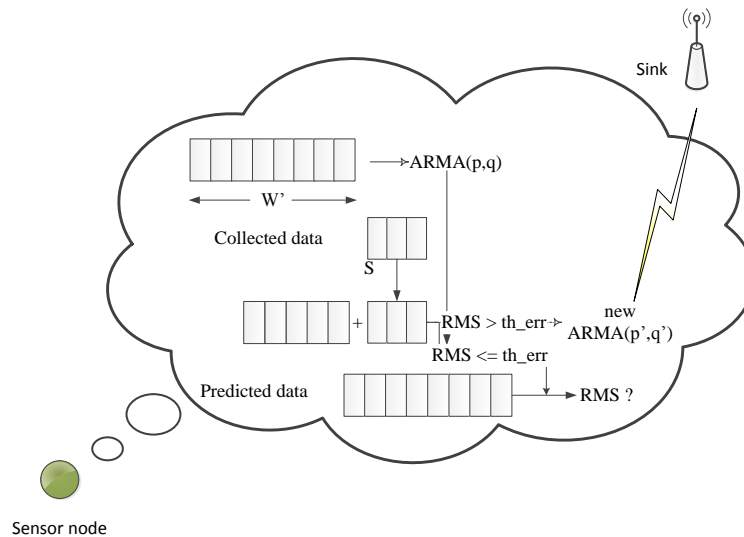 Sink
ARMA(p,q)
W'
Collected data
S
+
RMS > th_err
new
ARMA(p',q')
RMS <= th_err
Predicted data
RMS ?
Sensor node